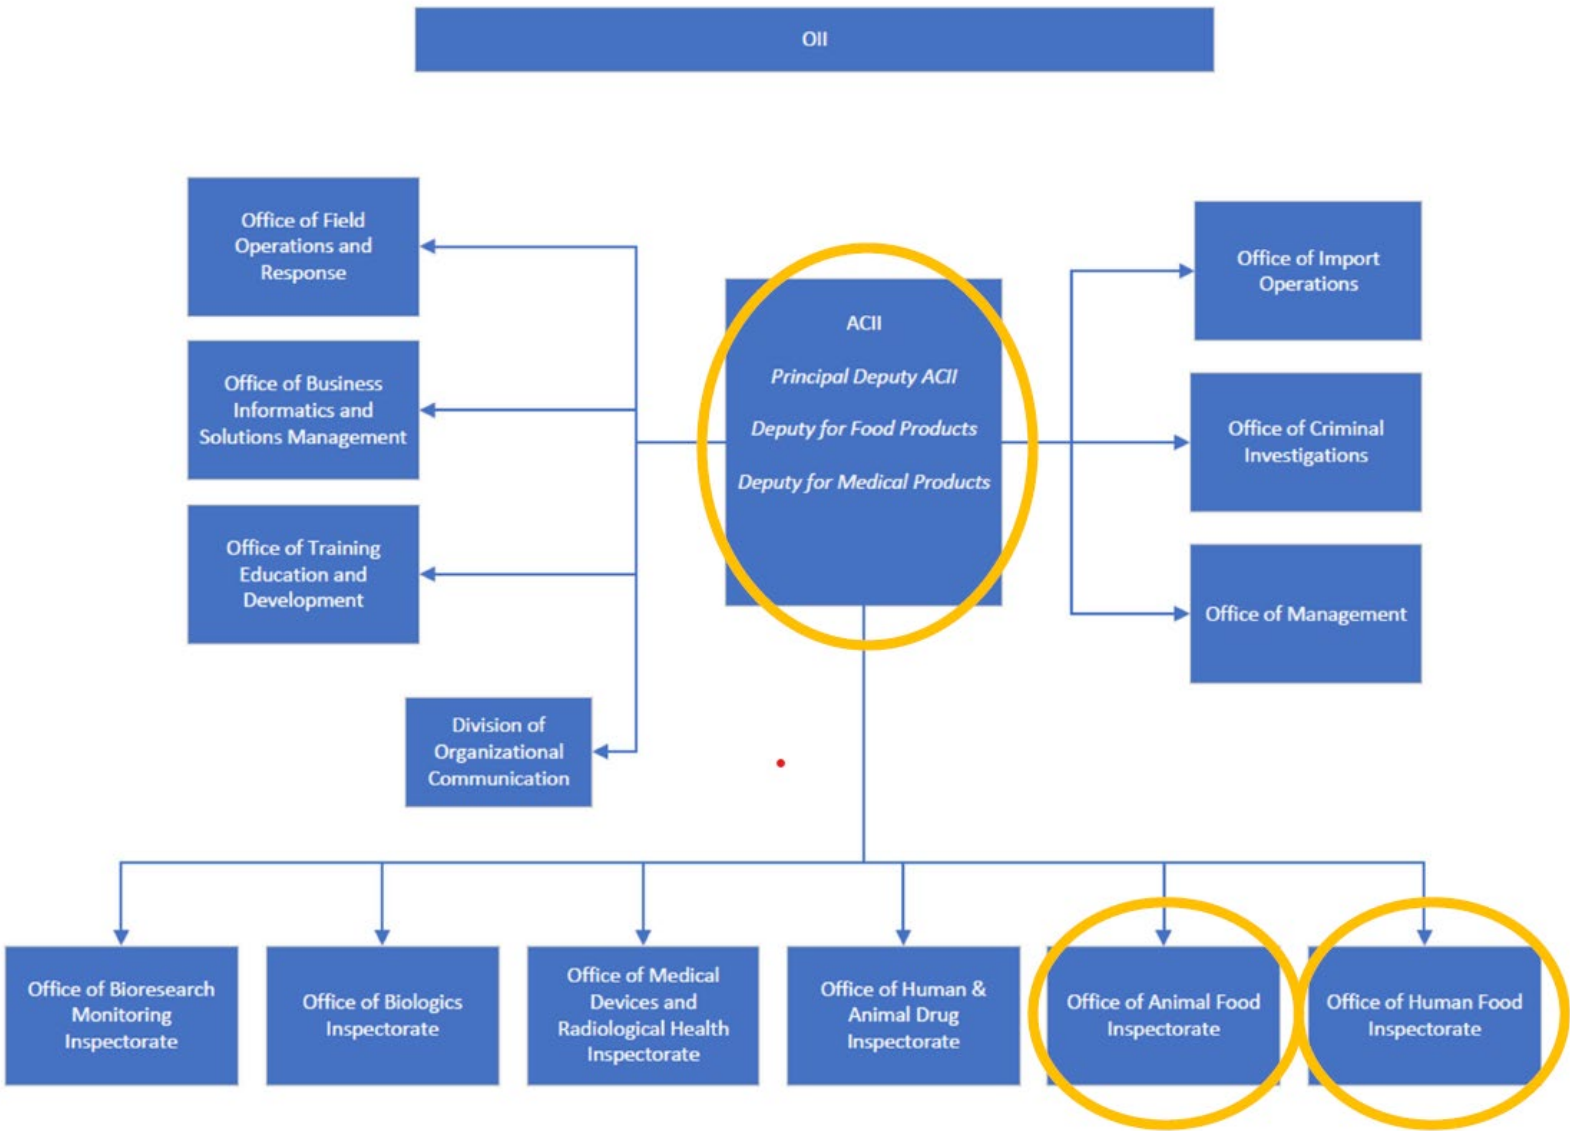 OII
Office of Field
Operations and
Response
Office of Business
Informatics and
Solutions Management
Office of Training
Education and
Development
Division of
Organizational
Communication
ACII
Principal Deputy ACII
Deputy for Food Products
Deputy for Medical Products
Office of Import
Operations
Office of Criminal
Investigations
Office of Management
Office of Bioresearch
Monitoring
Inspectorate
Office of Biologics
Inspectorate
Office of Medical
Devices and
Radiological Health
Inspectorate
Office of Human &
Animal Drug
Inspectorate
Office of Animal Food
Inspectorate
Office of Human Food
Inspectorate